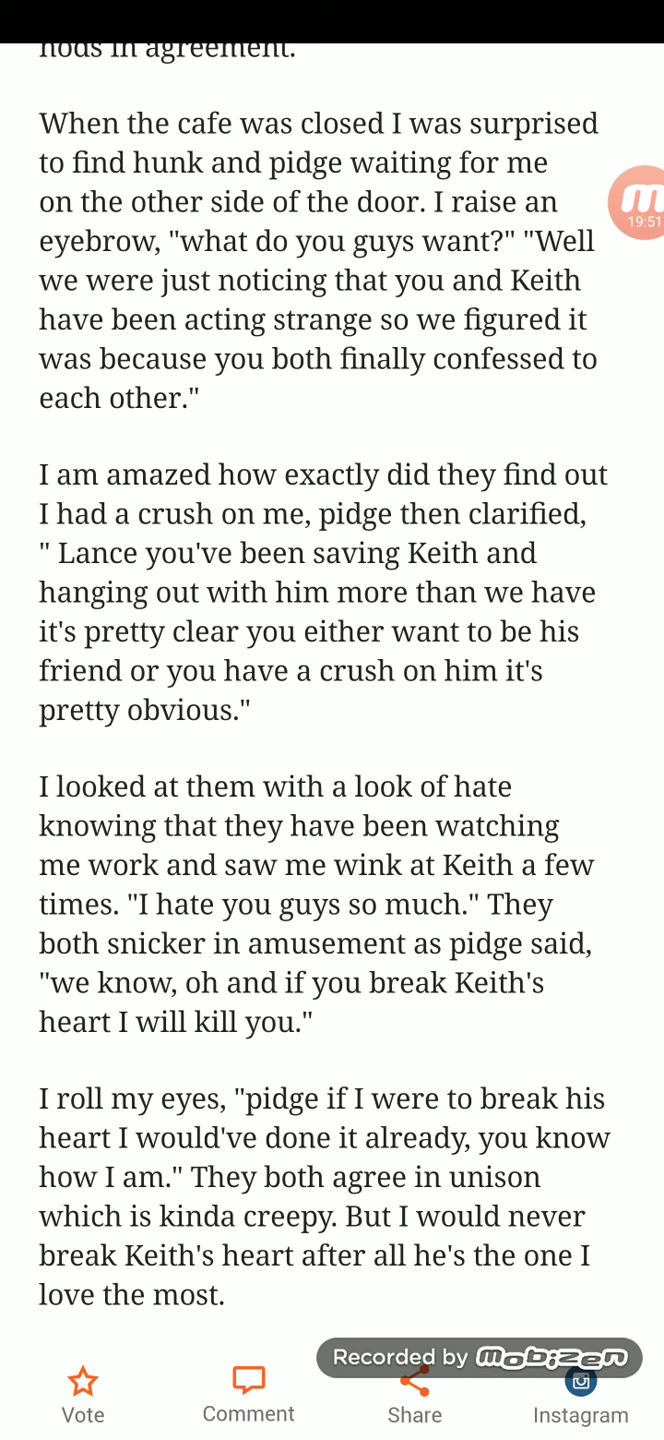 nods in agreement.
When the cafe was closed I was surprised
to find hunk and pidge waiting for me
on the other side of the door. I raise an
eyebrow, "what do you guys want?" "Well
we were just noticing that you and Keith
have been acting strange so we figured it
was because you both finally confessed to
each other."
I am amazed how exactly did they find out
I had a crush on me, pidge then clarified,
" Lance you've been saving Keith and
hanging out with him more than we have
it's pretty clear you either want to be his
friend or you have a crush on him it's
pretty obvious."
I looked at them with a look of hate
knowing that they have been watching
me work and saw me wink at Keith a few
times. "I hate you guys so much." They
both snicker in amusement as pidge said,
"we know, oh and if you break Keith's
heart I will kill you."
I roll my eyes, "pidge if I were to break his
heart I would've done it already, you know
how I am." They both agree in unison
which is kinda creepy. But I would never
break Keith's heart after all he's the one I
love the most.
19:51
Recorded by mobizen
Vote
Comment
Share
Instagram